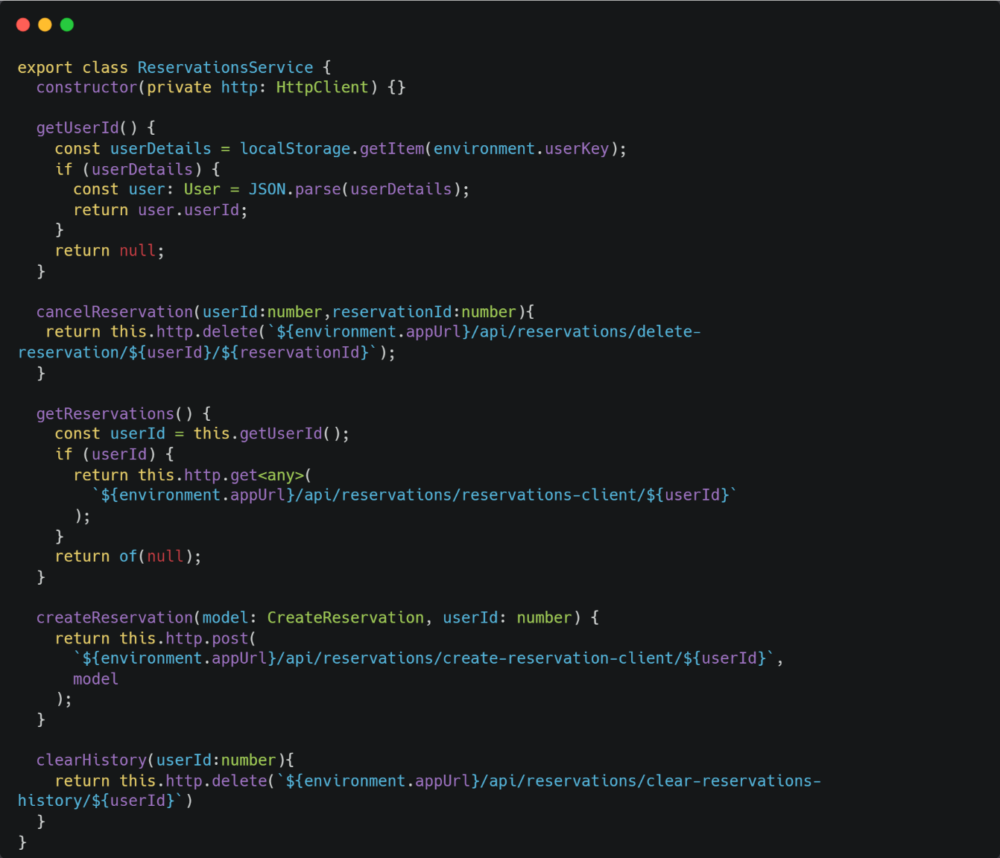 export class ReservationsService {
  constructor(private http: HttpClient) {}

  getUserId() {
    const userDetails = localStorage.getItem(environment.userKey);
    if (userDetails) {
      const user: User = JSON.parse(userDetails);
      return user.userId;
    }
    return null;
  }

  cancelReservation(userId:number,reservationId:number){
   return this.http.delete(`${environment.appUrl}/api/reservations/delete-
reservation/${userId}/${reservationId}`);
  }

  getReservations() {
    const userId = this.getUserId();
    if (userId) {
      return this.http.get<any>(
        `${environment.appUrl}/api/reservations/reservations-client/${userId}`
      );
    }
    return of(null);
  }

  createReservation(model: CreateReservation, userId: number) {
    return this.http.post(
      `${environment.appUrl}/api/reservations/create-reservation-client/${userId}`,
      model
    );
  }

  clearHistory(userId:number){
    return this.http.delete(`${environment.appUrl}/api/reservations/clear-reservations-
history/${userId}`)
  }
}